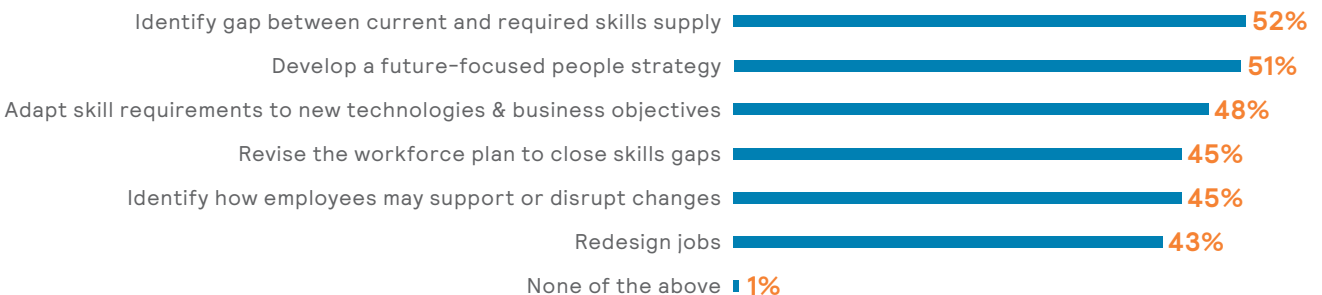 Identify gap between current and required skills supply 52%
Develop a future-focused people strategy 51%
Adapt skill requirements to new technologies & business objectives 48%
Revise the workforce plan to close skills gaps 45%
Identify how employees may support or disrupt changes 45%
Redesign jobs 43%
None of the above 1%